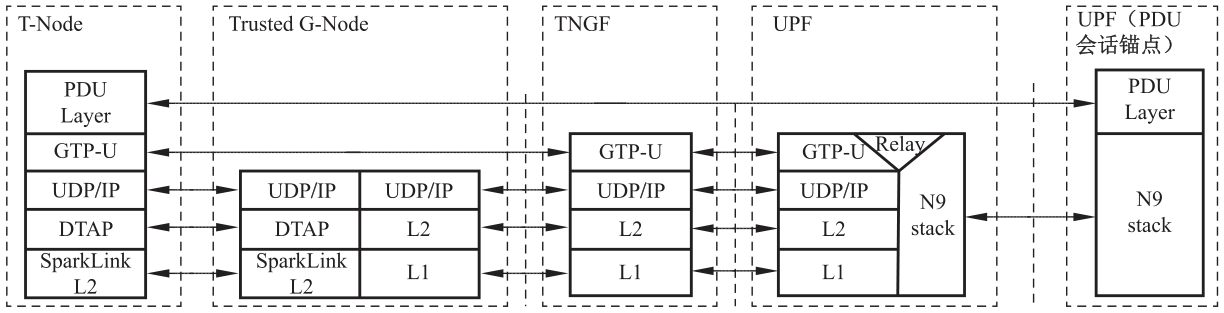 T-Node
PDU
Layer
GTP-U
UDP/IP
DTAP
SparkLink
L2
Trusted G-Node
UDP/IP
UDP/IP
DTAP
L2
SparkLink
L2
L1
TNGF
GTP-U
UDP/IP
L2
L1
UPF
GTP-U
Relay
UDP/IP
L2
L1
N9
stack
UPF（PDU
会话锚点）
PDU
Layer
N9
stack